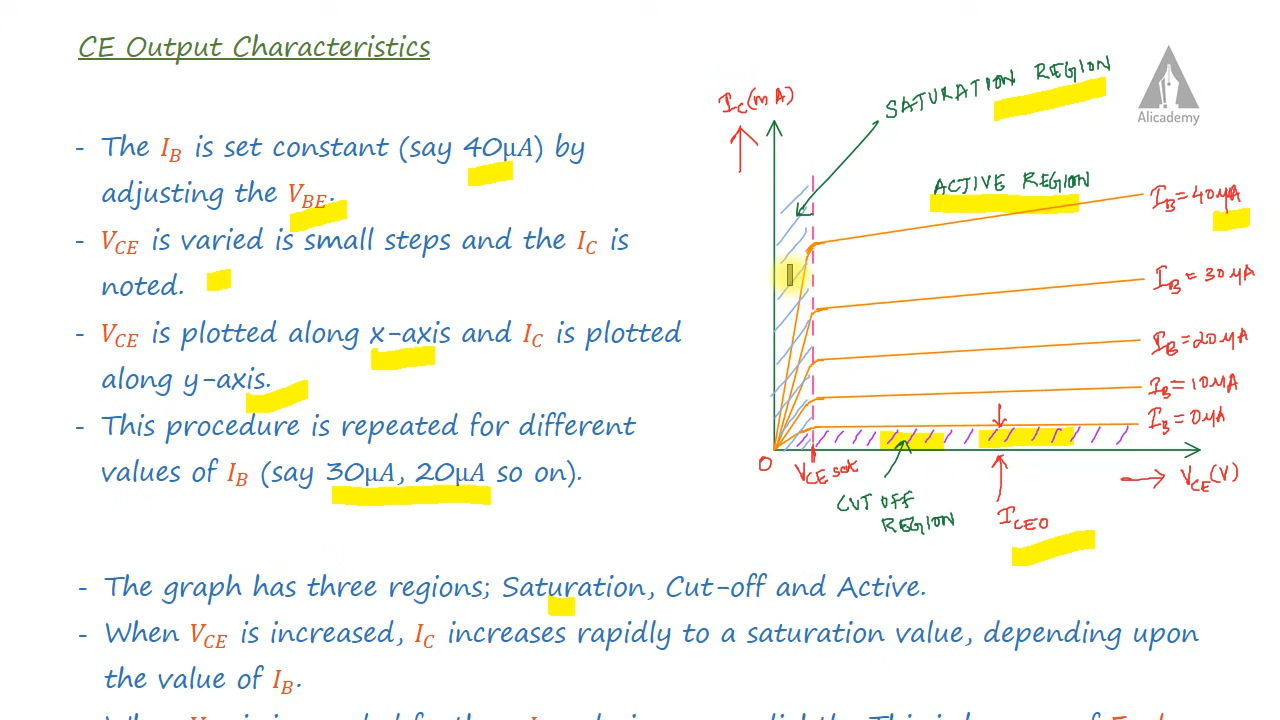 CE Output Characteristics
- The I_B is set constant (say 40μA) by
adjusting the V_BE.
- V_CE is varied is small steps and the I_C is
noted.
- V_CE is plotted along x-axis and I_C is plotted
along y-axis.
- This procedure is repeated for different
values of I_B (say 30μA, 20μA so on).
- The graph has three regions; Saturation, Cut-off and Active.
- When V_CE is increased, I_C increases rapidly to a saturation value, depending upon
the value of I_B.
I_C(mA)
SATURATION REGION
Alicademy
ACTIVE REGION
I_B=40μA
I_B=30μA
I_B=20μA
I_B=10μA
I_B=0μA
O
V_CE sat
V_CE(V)
CUT OFF
REGION
I_CEO